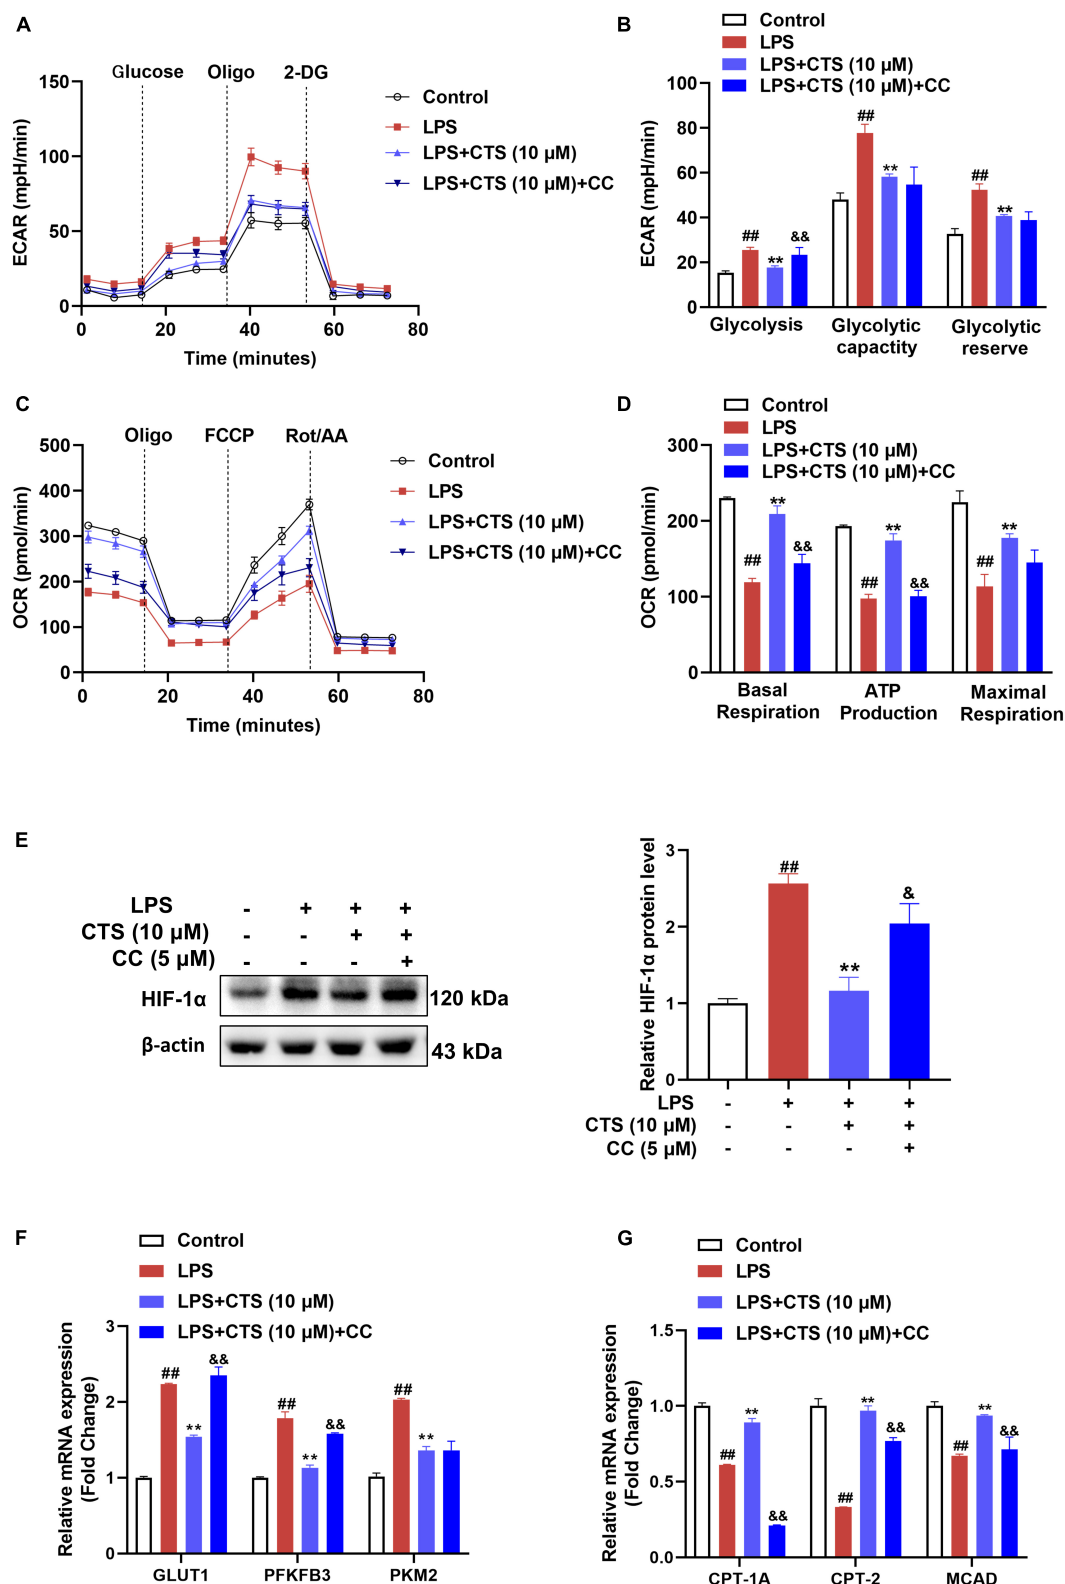 A
Glucose Oligo 2-DG
ECAR (mpH/min)
150
100
50
0
0 20 40 60 80
Time (minutes)
Control
LPS
LPS+CTS (10 μM)
LPS+CTS (10 μM)+CC
B
Control
LPS
LPS+CTS (10 μM)
LPS+CTS (10 μM)+CC
ECAR (mpH/min)
100
80
60
40
20
0
## ** &&
## **
## **
Glycolysis
Glycolytic
capactity
Glycolytic
reserve
C
Oligo FCCP Rot/AA
OCR (pmol/min)
500
400
300
200
100
0
0 20 40 60 80
Time (minutes)
Control
LPS
LPS+CTS (10 μM)
LPS+CTS (10 μM)+CC
D
Control
LPS
LPS+CTS (10 μM)
LPS+CTS (10 μM)+CC
OCR (pmol/min)
300
200
100
0
## ** &&
## ** &&
## **
Basal
Respiration
ATP
Production
Maximal
Respiration
E
LPS - + + +
CTS (10 μM) - - + +
CC (5 μM) - - - +
HIF-1α 120 kDa
β-actin 43 kDa
Relative HIF-1α protein level
3
2
1
0
## ** &
LPS - + + +
CTS (10 μM) - - + +
CC (5 μM) - - - +
F
Control
LPS
LPS+CTS (10 μM)
LPS+CTS (10 μM)+CC
Relative mRNA expression
(Fold Change)
3
2
1
0
## ** &&
## ** &&
## **
GLUT1 PFKFB3 PKM2
G
Control
LPS
LPS+CTS (10 μM)
LPS+CTS (10 μM)+CC
Relative mRNA expression
(Fold Change)
1.5
1.0
0.5
0.0
## ** &&
## ** &&
## ** &&
CPT-1A CPT-2 MCAD